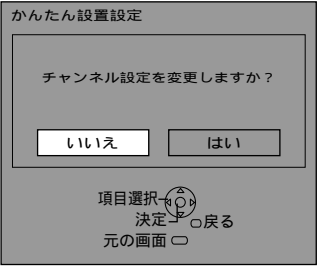 かんたん設置設定
チャンネル設定を変更しますか？
いいえ はい
項目選択
決定 戻る
元の画面